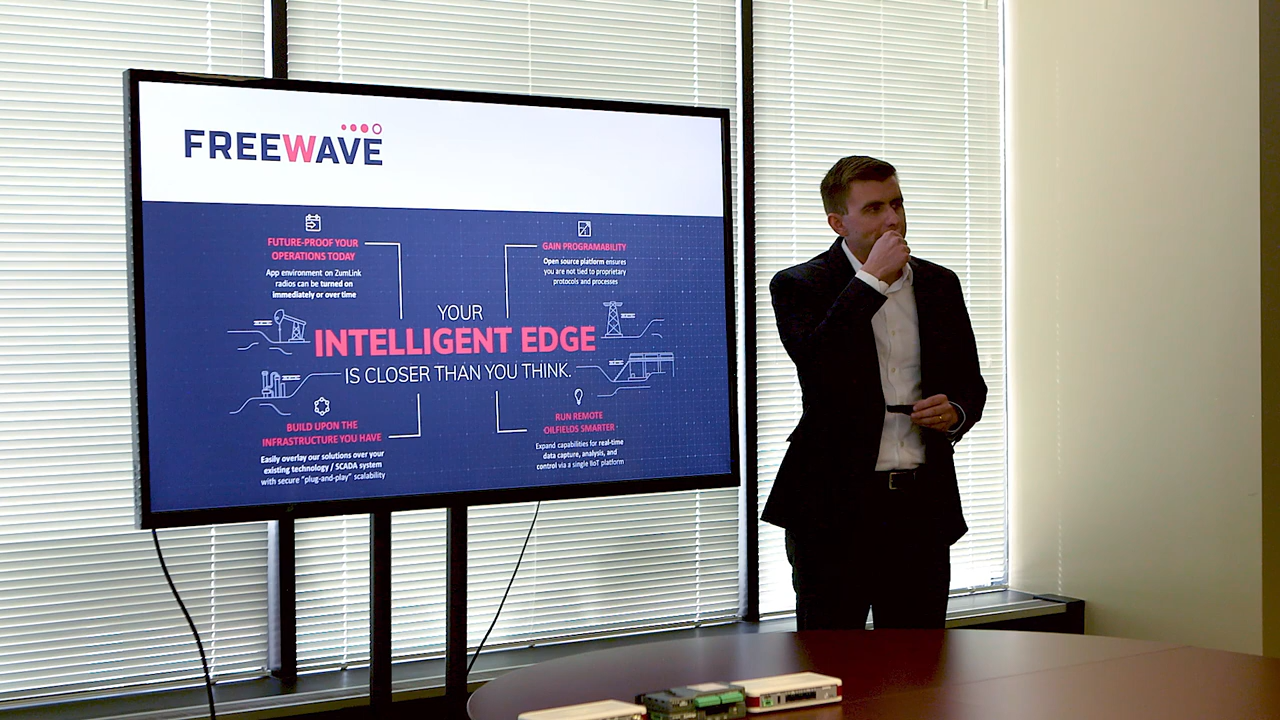 FREEWAVE
FUTURE-PROOF YOUR
OPERATIONS TODAY
App environment on ZumLink
radios can be turned on
immediately or over time
GAIN PROGRAMABILITY
Open source platform ensures
you are not tied to proprietary
protocols and processes
YOUR
INTELLIGENT EDGE
IS CLOSER THAN YOU THINK.
BUILD UPON THE
INFRASTRUCTURE YOU HAVE
Easily overlay our solutions over your
existing technology / SCADA system
with secure "plug-and-play" scalability
RUN REMOTE
OILFIELDS SMARTER
Expand capabilities for real-time
data capture, analysis, and
control via a single IIoT platform